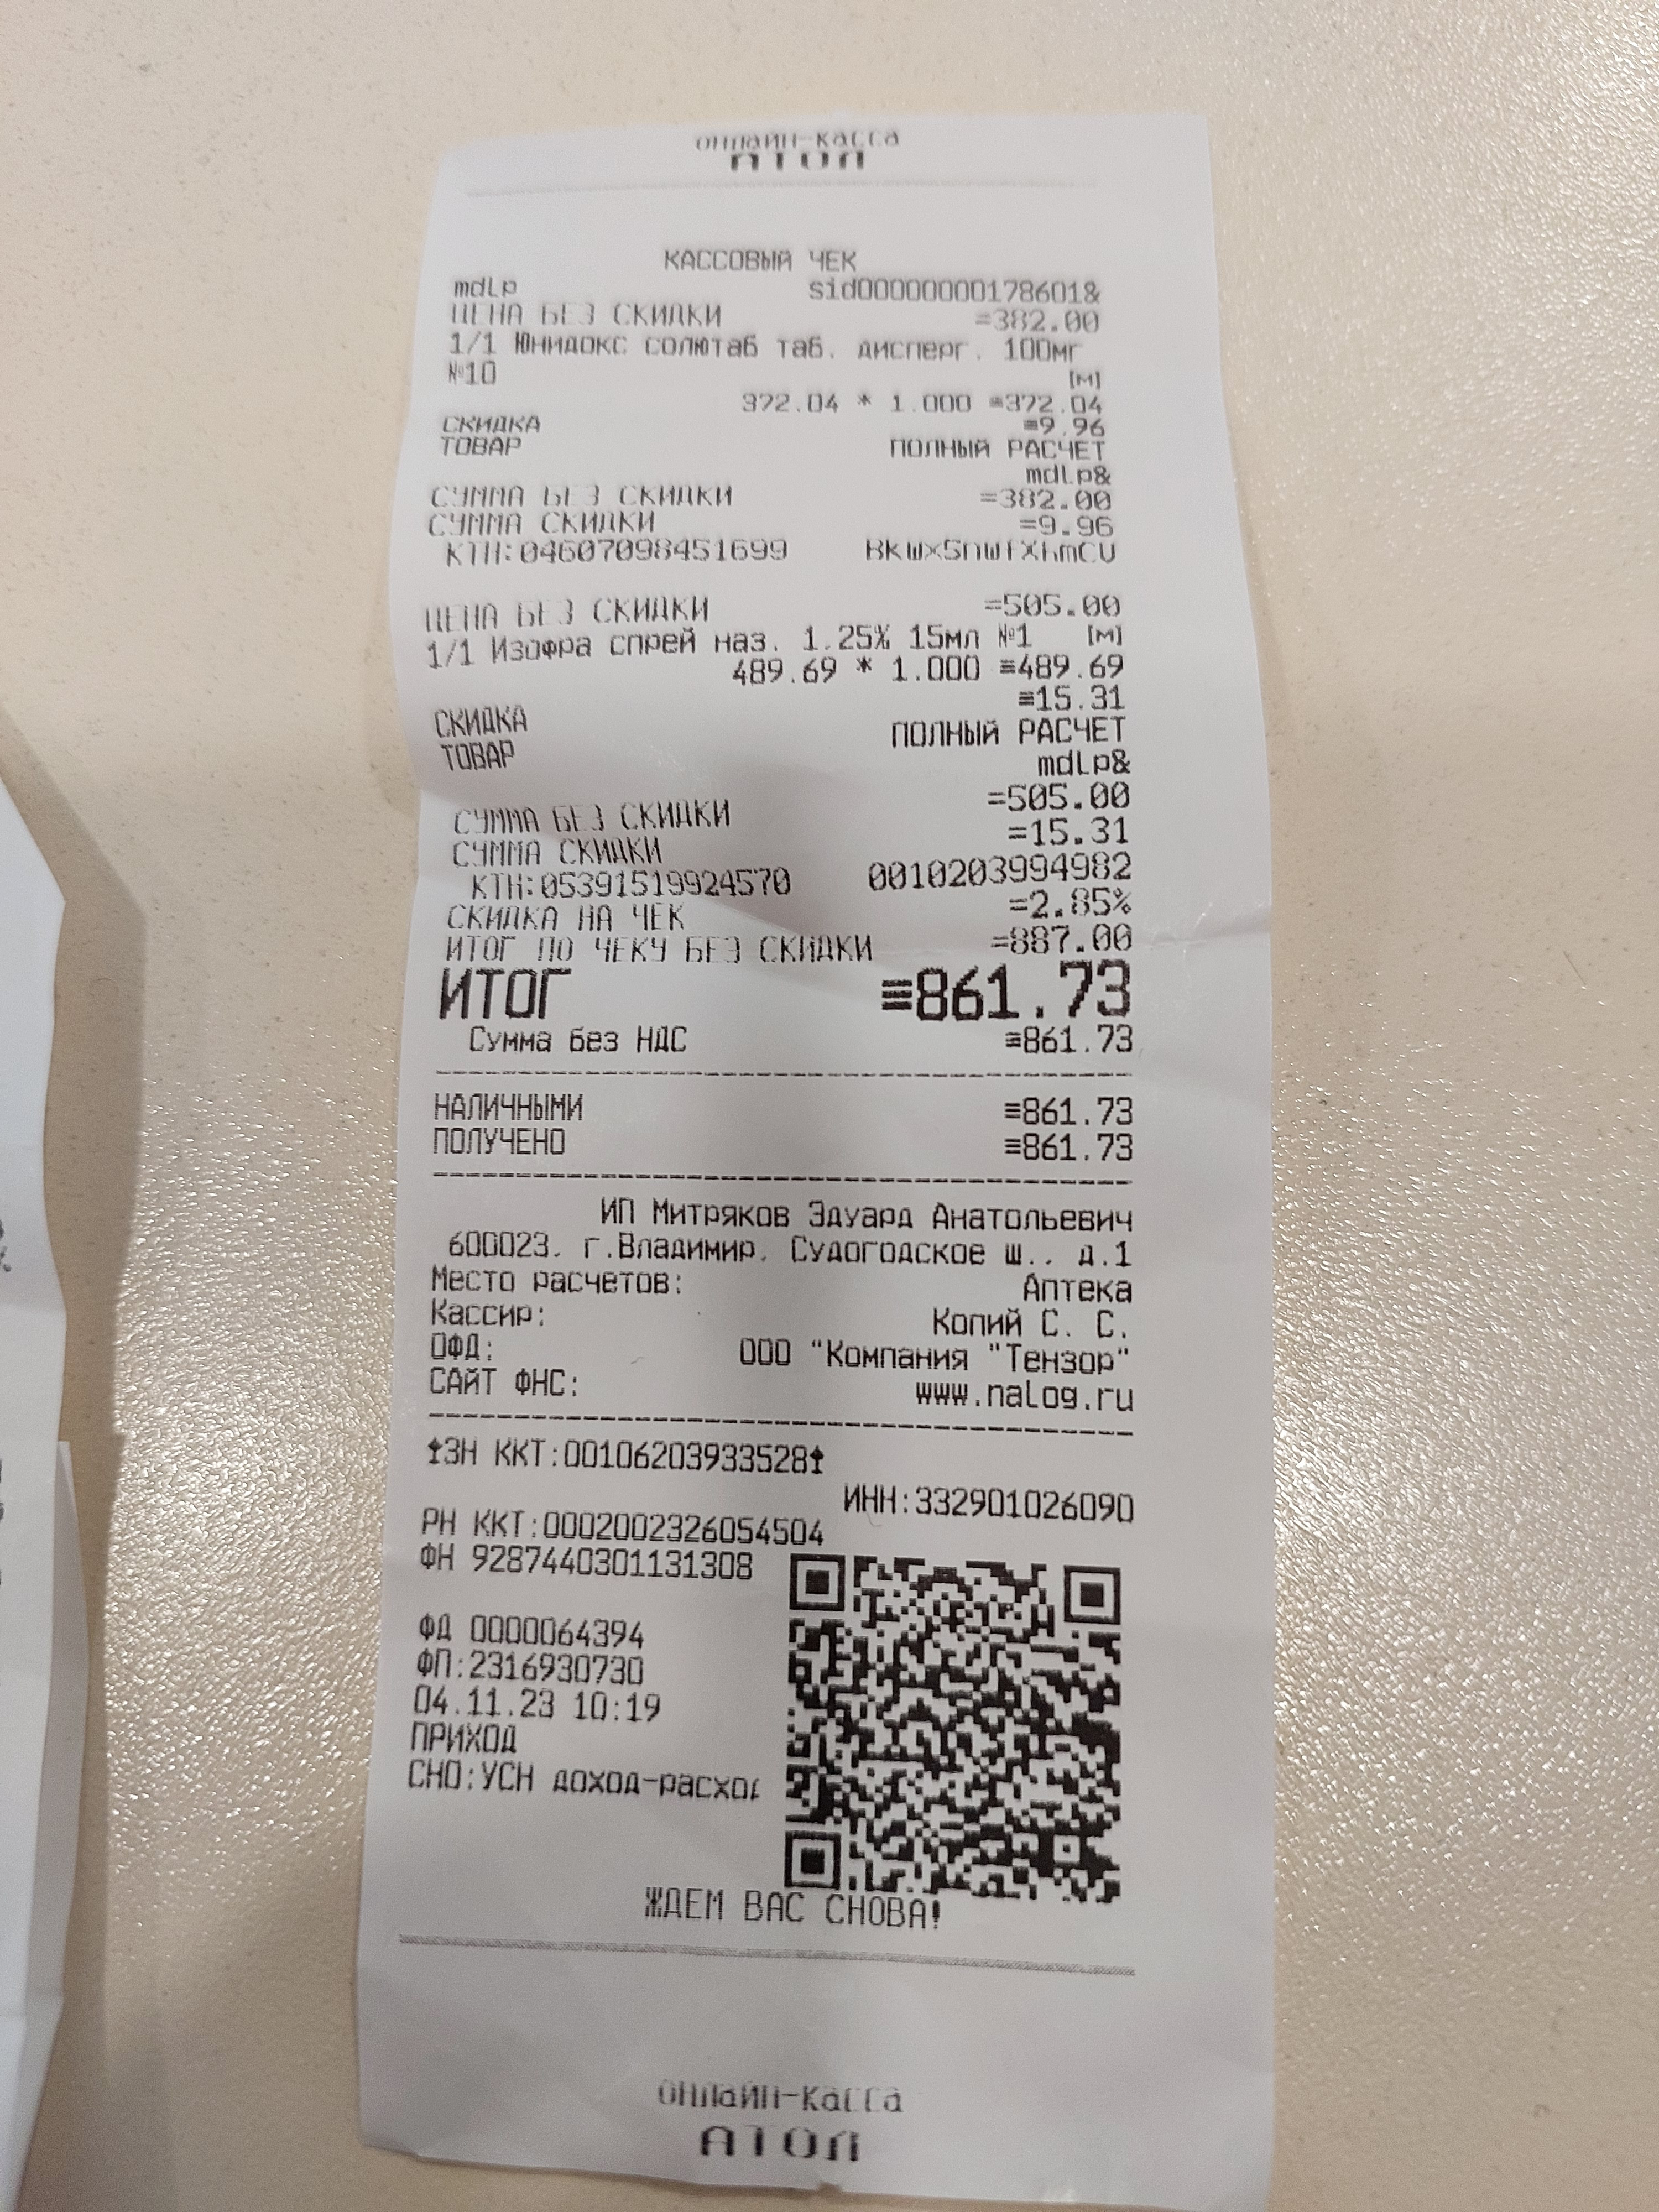 ОНЛАЙН-КАССА
АТОЛ
КАССОВЫЙ ЧЕК
mdlp sid00000000178601&
ЦЕНА БЕЗ СКИДКИ =382.00
1/1 Юнидокс солютаб таб. дисперг. 100мг
№10 [М]
372.04 * 1.000 ≡372.04
СКИДКА ≡9.96
ТОВАР ПОЛНЫЙ РАСЧЕТ
mdlp&
СУММА БЕЗ СКИДКИ =382.00
СУММА СКИДКИ =9.96
КТН:04607098451699
ЦЕНА БЕЗ СКИДКИ =505.00
1/1 Изофра спрей наз. 1.25% 15мл №1 [М]
489.69 * 1.000 ≡489.69
≡15.31
СКИДКА
ТОВАР ПОЛНЫЙ РАСЧЕТ
mdlp&
СУММА БЕЗ СКИДКИ =505.00
СУММА СКИДКИ =15.31
КТН:05391519924570 0010203994982
СКИДКА НА ЧЕК =2.85%
ИТОГ ПО ЧЕКУ БЕЗ СКИДКИ =887.00
ИТОГ ≡861.73
Сумма без НДС ≡861.73
НАЛИЧНЫМИ ≡861.73
ПОЛУЧЕНО ≡861.73
ИП Митряков Эдуард Анатольевич
600023, г.Владимир, Судогодское ш., д.1
Место расчетов: Аптека
Кассир: Копий С. С.
ОФД: ООО "Компания "Тензор"
САЙТ ФНС: www.nalog.ru
ЗН ККТ:00106203933528
ИНН:332901026090
РН ККТ:0002002326054504
ФН 9287440301131308
ФД 0000064394
ФП:2316930730
04.11.23 10:19
ПРИХОД
СНО:УСН доход-расход
ЖДЕМ ВАС СНОВА!
ОНЛАЙН-КАССА
АТОЛ